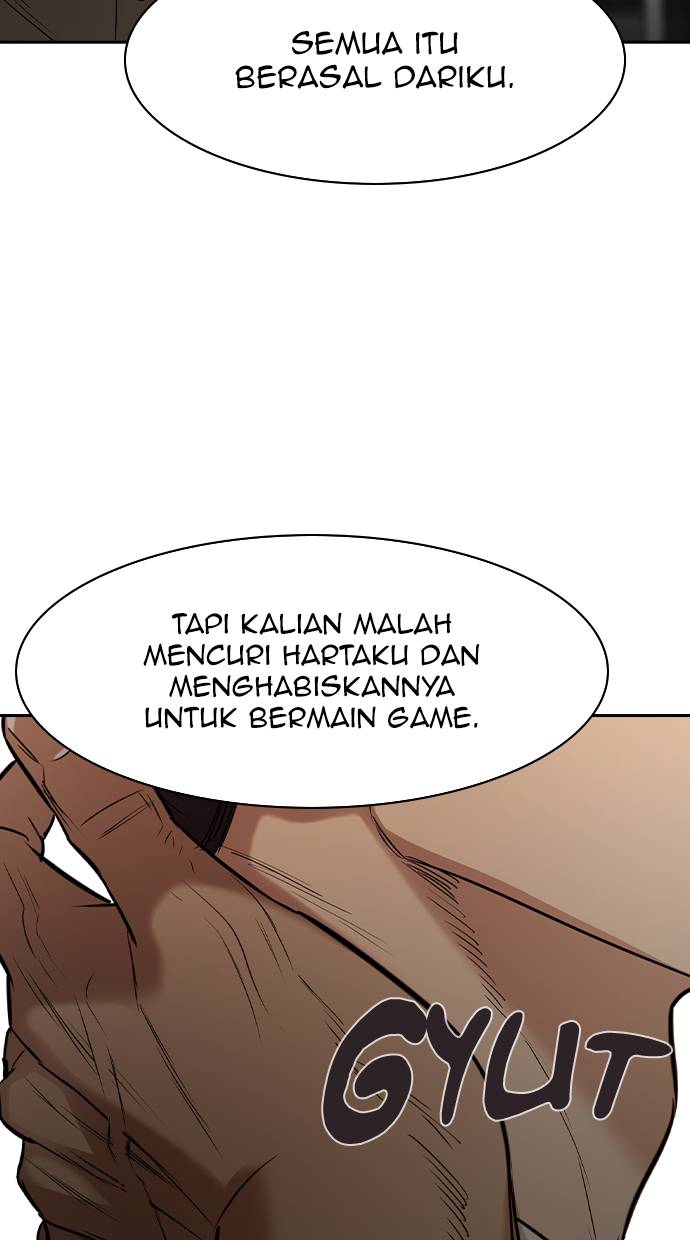 SEMUA ITU
BERASAL DARIKU.
TAPI KALIAN MALAH
MENCURI HARTAKU DAN
MENGHABISKANNYA
UNTUK BERMAIN GAME.
GYUT